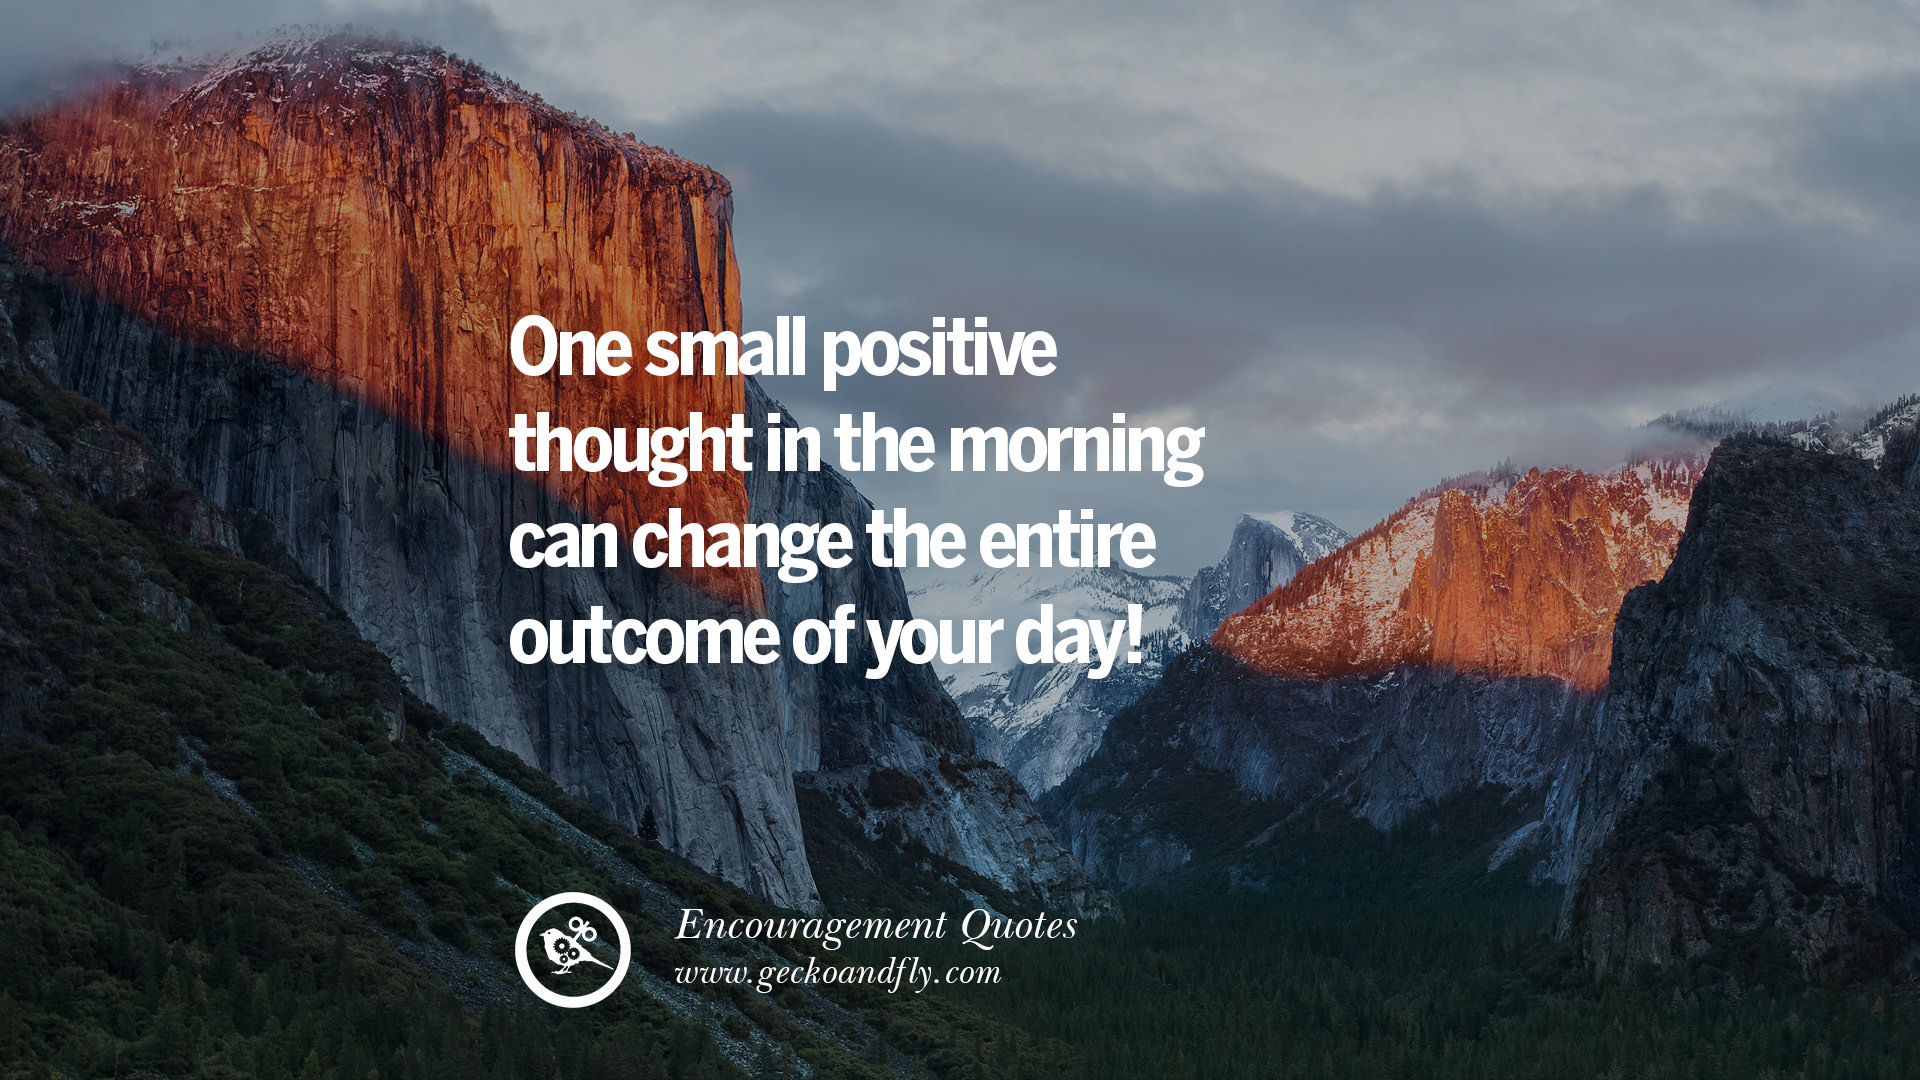 One small positive
thought in the morning
can change the entire
outcome of your day!
Encouragement Quotes
www.geckoandfly.com